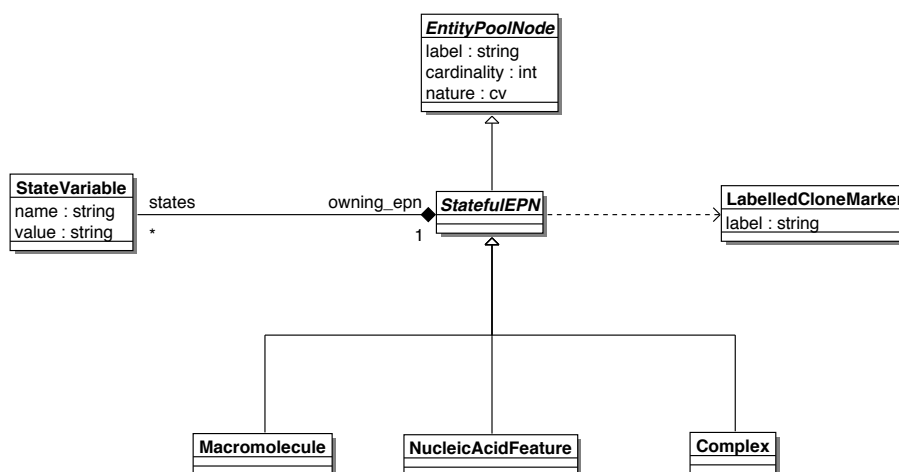 EntityPoolNode
label : string
cardinality : int
nature : cv
StateVariable
name : string
value : string
states
*
owning_epn
1
StatefulEPN
LabelledCloneMarker
label : string
Macromolecule
NucleicAcidFeature
Complex